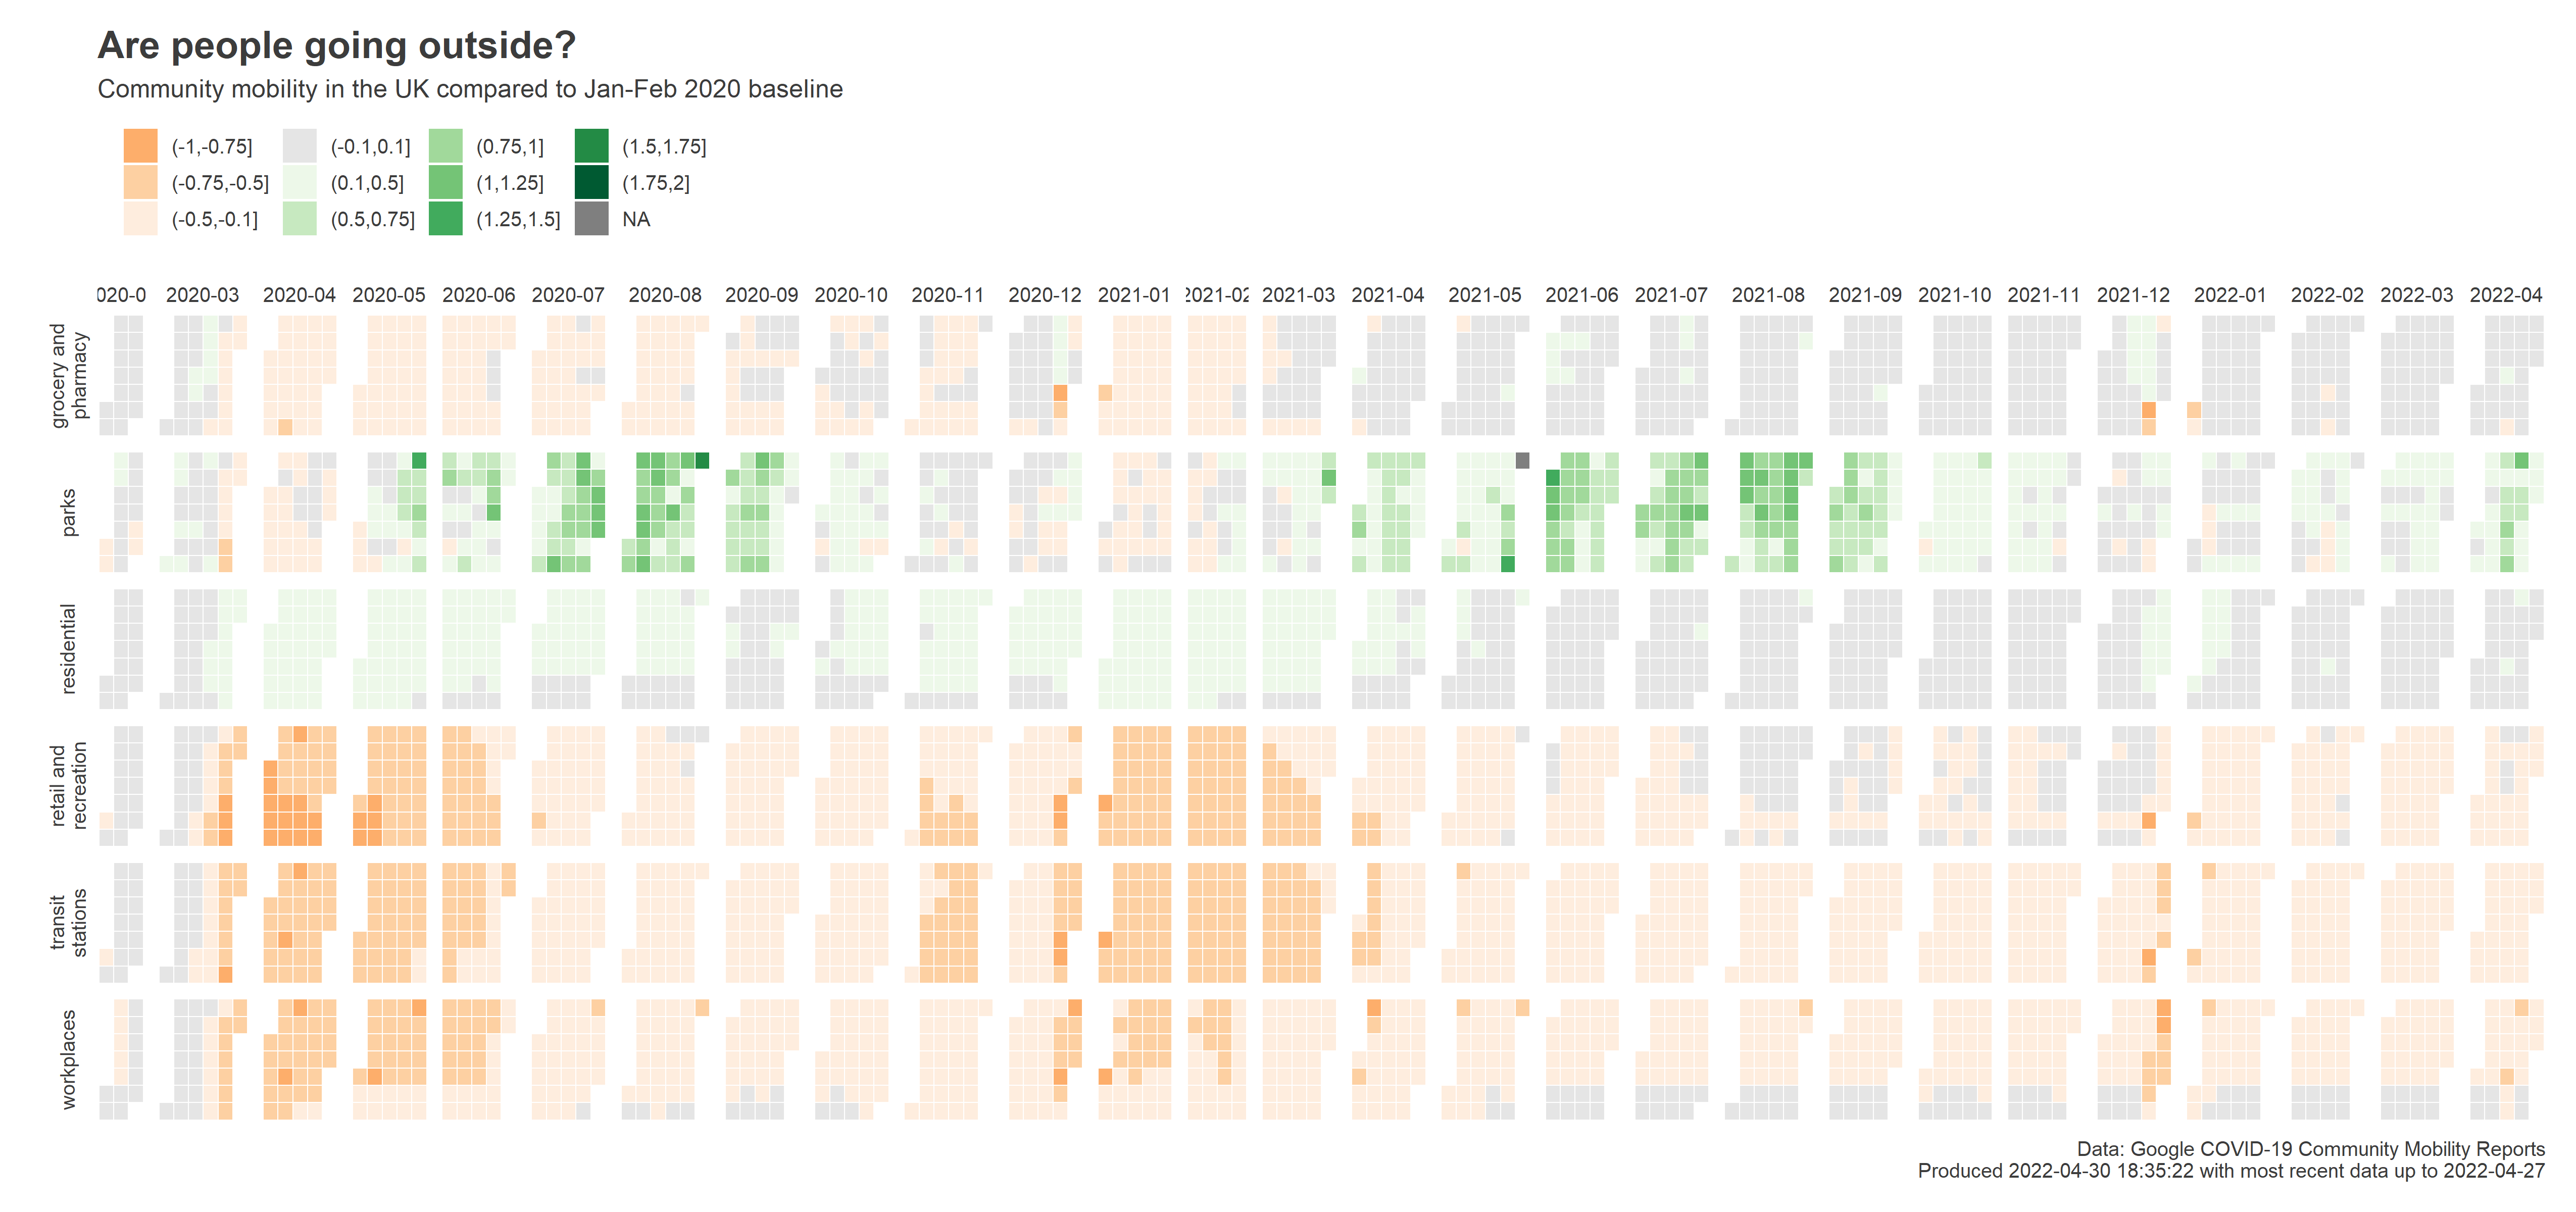 Are people going outside?
Community mobility in the UK compared to Jan-Feb 2020 baseline
(-1,-0.75] (-0.1,0.1] (0.75,1] (1.5,1.75]
(-0.75,-0.5] (0.1,0.5] (1,1.25] (1.75,2]
(-0.5,-0.1] (0.5,0.75] (1.25,1.5] NA
020-0 2020-03 2020-04 2020-05 2020-06 2020-07 2020-08 2020-09 2020-10 2020-11 2020-12 2021-01 2021-02 2021-03 2021-04 2021-05 2021-06 2021-07 2021-08 2021-09 2021-10 2021-11 2021-12 2022-01 2022-02 2022-03 2022-04
grocery and
pharmacy
parks
residential
retail and
recreation
transit
stations
workplaces
Data: Google COVID-19 Community Mobility Reports
Produced 2022-04-30 18:35:22 with most recent data up to 2022-04-27